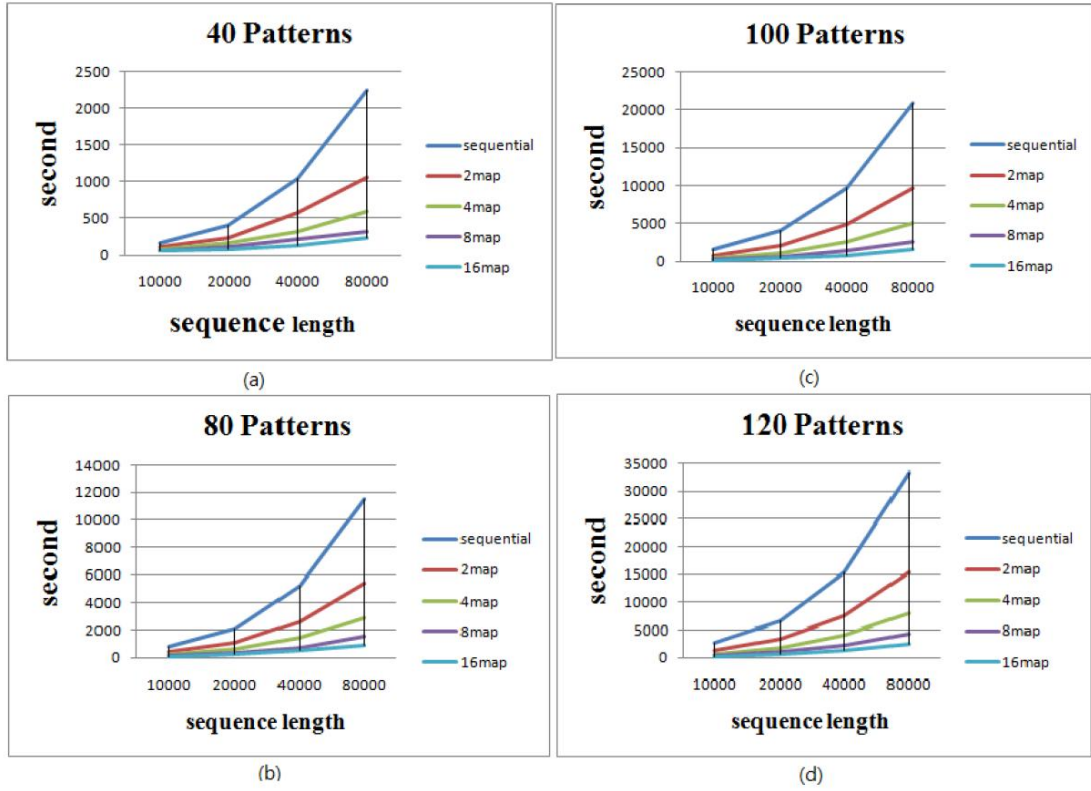 40 Patterns
2500
2000
1500
1000
500
0
second
10000 20000 40000 80000
sequence length
sequential
2map
4map
8map
16map
(a)
100 Patterns
25000
20000
15000
10000
5000
0
second
10000 20000 40000 80000
sequence length
sequential
2map
4map
8map
16map
(c)
80 Patterns
14000
12000
10000
8000
6000
4000
2000
0
second
10000 20000 40000 80000
sequence length
sequential
2map
4map
8map
16map
(b)
120 Patterns
35000
30000
25000
20000
15000
10000
5000
0
second
10000 20000 40000 80000
sequence length
sequential
2map
4map
8map
16map
(d)